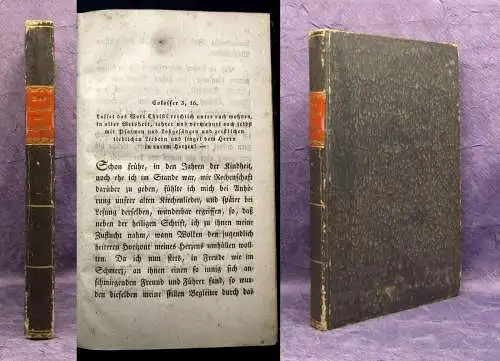 Das
Colosser 3, 16.
Lasset das Wort Christi reichlich unter euch wohnen,
in aller Weisheit, lehret und vermahnet euch selbst
mit Psalmen und Lobgesängen und geistlichen
lieblichen Liedern und singet dem Herrn
in eurem Herzen! —
Schon frühe, in den Jahren der Kindheit,
noch ehe ich im Stande war, mir Rechenschaft
darüber zu geben, fühlte ich mich bei Anhö-
rung unserer alten Kirchenlieder, und später bei
Lesung derselben, wunderbar ergriffen, so, daß
neben der heiligen Schrift, ich zu ihnen meine
Zuflucht nahm, wann Wolken den jugendlich
heiteren Horizont meines Herzens umhüllen woll-
ten. Da ich nun stets, in Freude wie im
Schmerz, an ihnen einen so innig sich an-
schmiegenden Freund und Führer fand, so wur-
den dieselben meine stillen Begleiter durch das